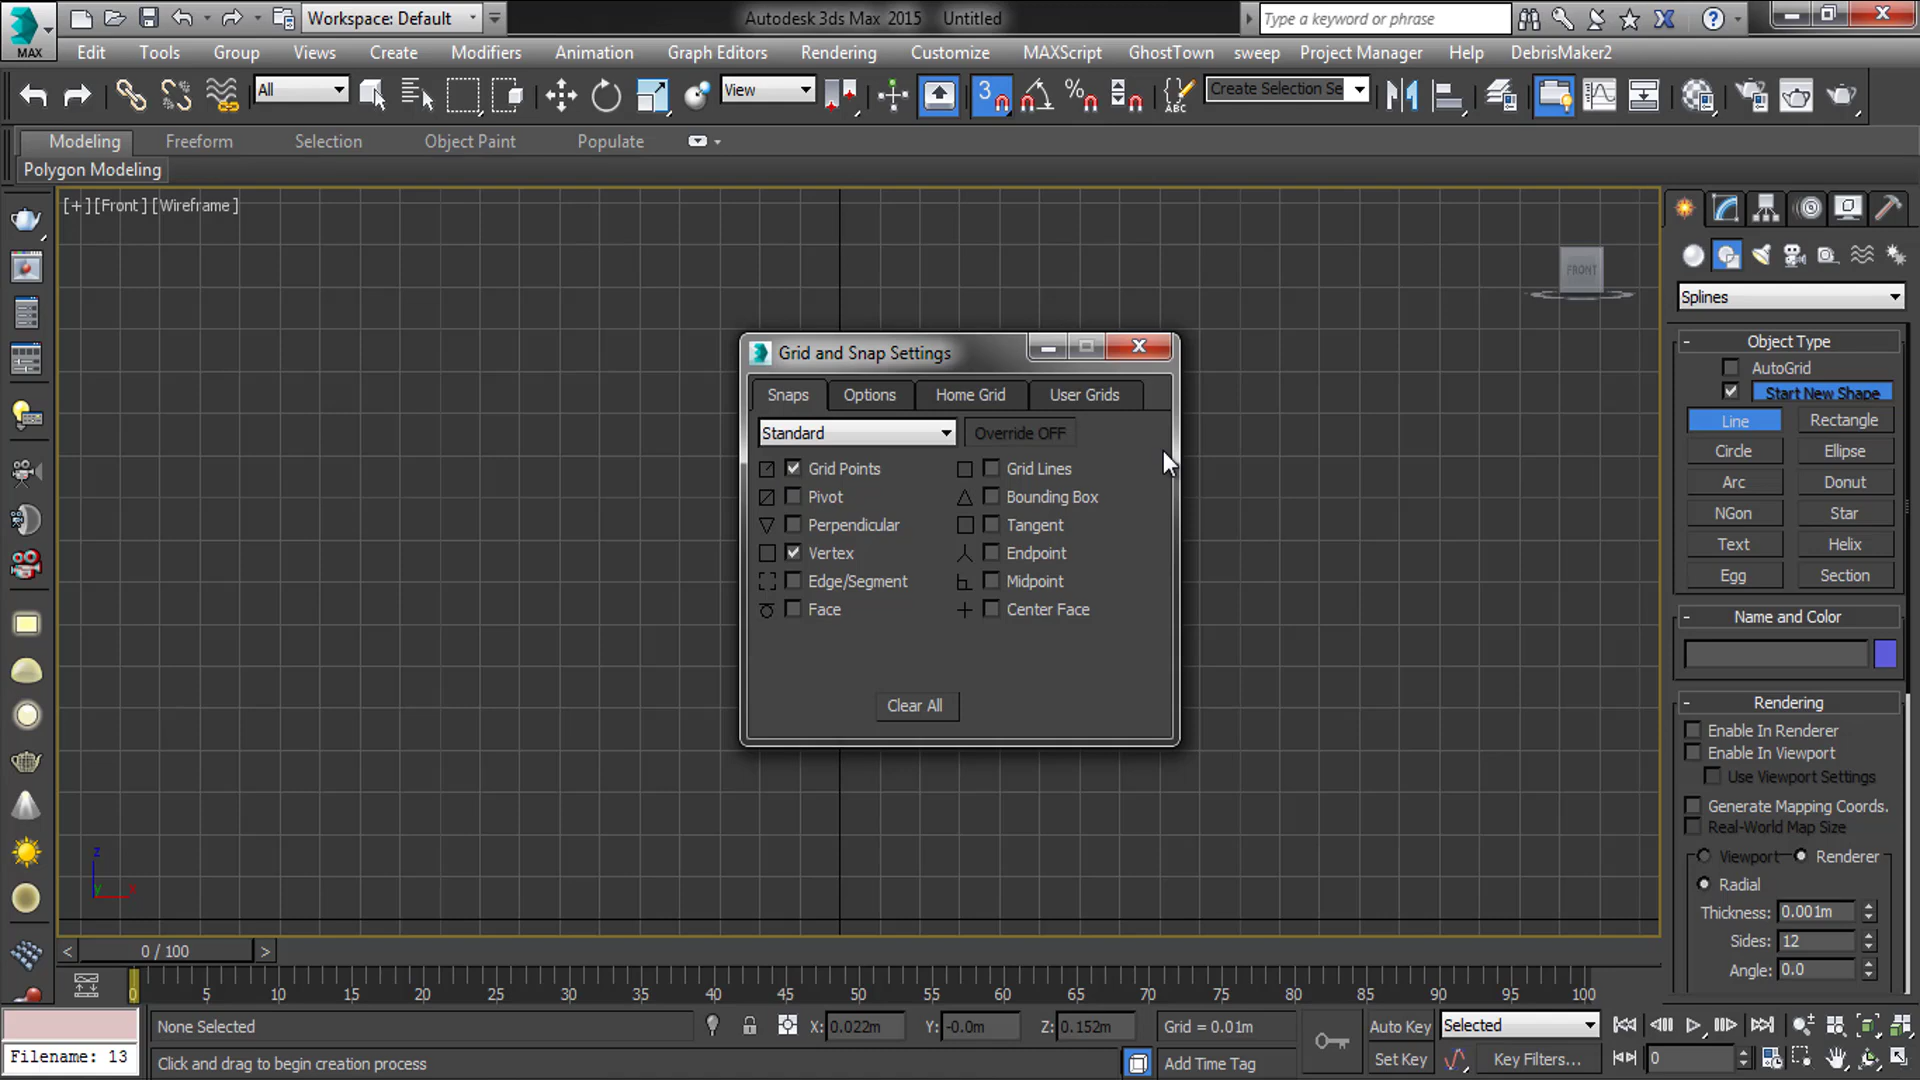 Workspace: Default
Autodesk 3ds Max 2015 Untitled
Type a keyword or phrase
MAX
Edit Tools Group Views Create Modifiers Animation Graph Editors Rendering Customize MAXScript GhostTown sweep Project Manager Help DebrisMaker2
All
View
3
ABC
Create Selection Se
Modeling Freeform Selection Object Paint Populate
Polygon Modeling
[+] [Front ] [Wireframe ]
FRONT
Splines
Grid and Snap Settings
Snaps Options Home Grid User Grids
Standard Override OFF
Grid Points Grid Lines
Pivot Bounding Box
Perpendicular Tangent
Vertex Endpoint
Edge/Segment Midpoint
Face Center Face
Clear All
- Object Type
AutoGrid
Start New Shape
Line Rectangle
Circle Ellipse
Arc Donut
NGon Star
Text Helix
Egg Section
- Name and Color
- Rendering
Enable In Renderer
Enable In Viewport
Use Viewport Settings
Generate Mapping Coords.
Real-World Map Size
Viewport Renderer
Radial
Thickness: 0.001m
Sides: 12
Angle: 0.0
z
y x
< 0 / 100 >
0 5 10 15 20 25 30 35 40 45 50 55 60 65 70 75 80 85 90 95 100
None Selected X: 0.022m Y: -0.0m Z: 0.152m Grid = 0.01m Auto Key Selected
Filename: 13 Click and drag to begin creation process Add Time Tag Set Key Key Filters... 0